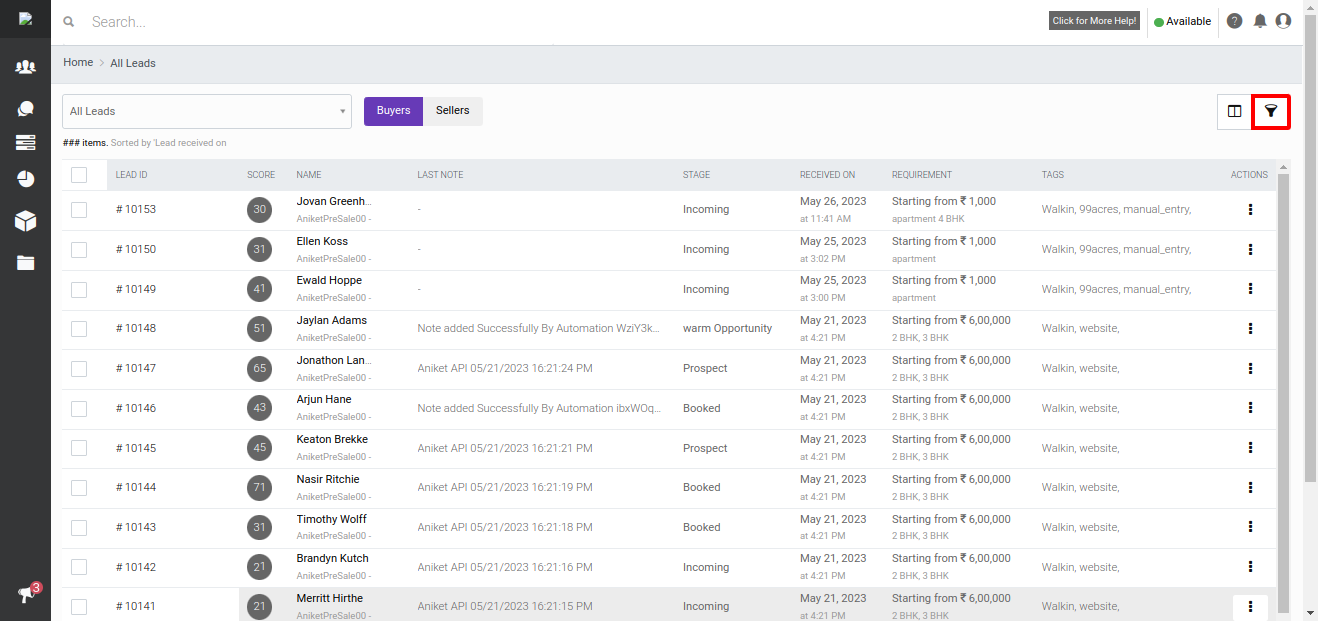 Search...
Click for More Help!
Available
?
Home > All Leads
All Leads
Buyers
Sellers
### items. Sorted by 'Lead received on
LEAD ID SCORE NAME LAST NOTE STAGE RECEIVED ON REQUIREMENT TAGS ACTIONS
# 10153 30 Jovan Greenh... - Incoming May 26, 2023 Starting from ₹ 1,000 Walkin, 99acres, manual_entry,
AniketPreSale00 - at 11:41 AM apartment 4 BHK
# 10150 31 Ellen Koss - Incoming May 25, 2023 Starting from ₹ 1,000 Walkin, 99acres, manual_entry,
AniketPreSale00 - at 3:02 PM apartment
# 10149 41 Ewald Hoppe - Incoming May 25, 2023 Starting from ₹ 1,000 Walkin, 99acres, manual_entry,
AniketPreSale00 - at 3:00 PM apartment
# 10148 51 Jaylan Adams Note added Successfully By Automation WziY3k... warm Opportunity May 21, 2023 Starting from ₹ 6,00,000 Walkin, website,
AniketPreSale00 - at 4:21 PM 2 BHK, 3 BHK
# 10147 65 Jonathon Lan... Aniket API 05/21/2023 16:21:24 PM Prospect May 21, 2023 Starting from ₹ 6,00,000 Walkin, website,
AniketPreSale00 - at 4:21 PM 2 BHK, 3 BHK
# 10146 43 Arjun Hane Note added Successfully By Automation ibxWOq... Booked May 21, 2023 Starting from ₹ 6,00,000 Walkin, website,
AniketPreSale00 - at 4:21 PM 2 BHK, 3 BHK
# 10145 45 Keaton Brekke Aniket API 05/21/2023 16:21:21 PM Prospect May 21, 2023 Starting from ₹ 6,00,000 Walkin, website,
AniketPreSale00 - at 4:21 PM 2 BHK, 3 BHK
# 10144 71 Nasir Ritchie Aniket API 05/21/2023 16:21:19 PM Booked May 21, 2023 Starting from ₹ 6,00,000 Walkin, website,
AniketPreSale00 - at 4:21 PM 2 BHK, 3 BHK
# 10143 31 Timothy Wolff Aniket API 05/21/2023 16:21:18 PM Booked May 21, 2023 Starting from ₹ 6,00,000 Walkin, website,
AniketPreSale00 - at 4:21 PM 2 BHK, 3 BHK
# 10142 21 Brandyn Kutch Aniket API 05/21/2023 16:21:16 PM Incoming May 21, 2023 Starting from ₹ 6,00,000 Walkin, website,
AniketPreSale00 - at 4:21 PM 2 BHK, 3 BHK
3
# 10141 21 Merritt Hirthe Aniket API 05/21/2023 16:21:15 PM Incoming May 21, 2023 Starting from ₹ 6,00,000 Walkin, website,
AniketPreSale00 - at 4:21 PM 2 BHK, 3 BHK